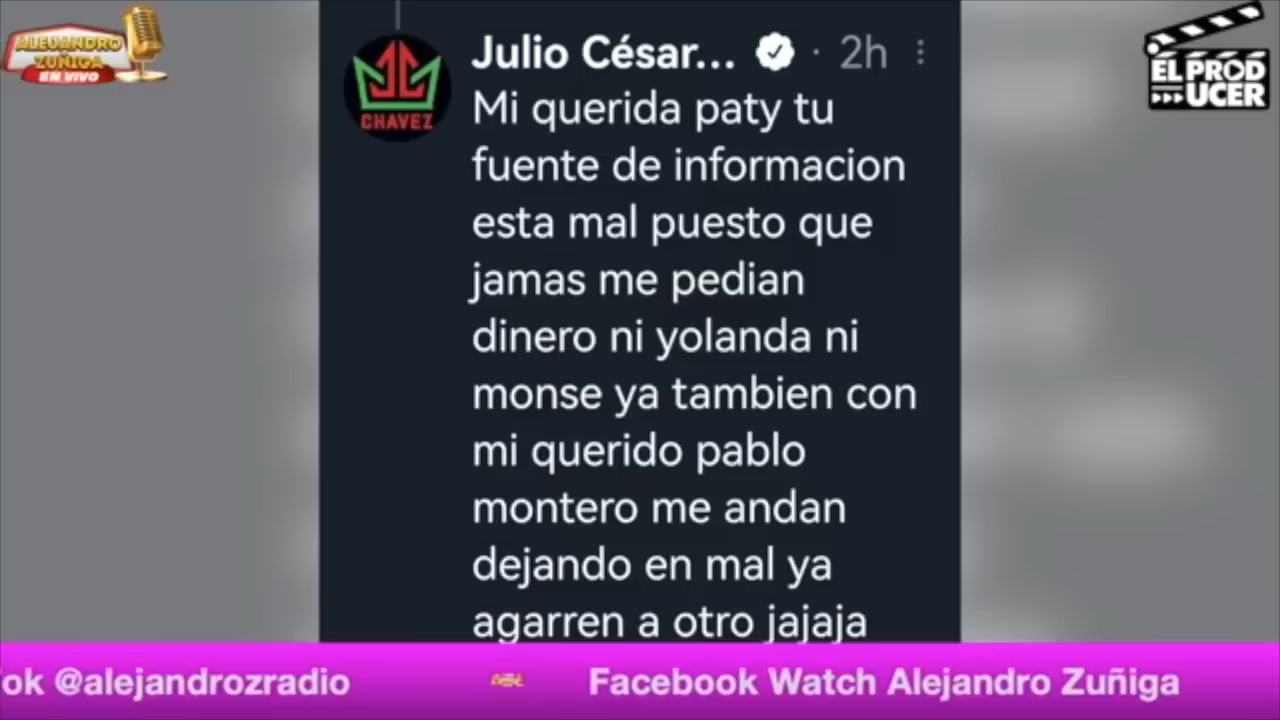 ALEJANDRO
ZUÑIGA
EN VIVO
EL PROD
UCER
Julio César... · 2h
CHAVEZ
Mi querida paty tu
fuente de informacion
esta mal puesto que
jamas me pedian
dinero ni yolanda ni
monse ya tambien con
mi querido pablo
montero me andan
dejando en mal ya
agarren a otro jajaja
ok @alejandrozradio
Facebook Watch Alejandro Zuñiga